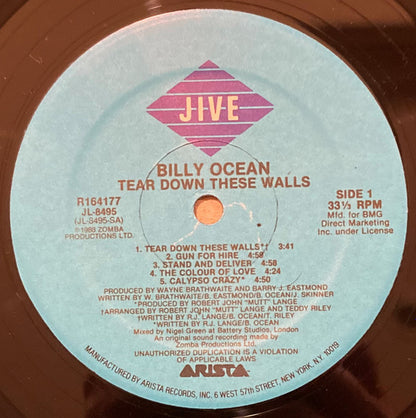 JIVE
BILLY OCEAN
TEAR DOWN THESE WALLS
R164177
JL-8495
(JL-8495-SA)
℗1988 ZOMBA
PRODUCTIONS LTD.
SIDE 1
33⅓ RPM
Mfd. for BMG
Direct Marketing
Inc. under License
1. TEAR DOWN THESE WALLS*† 3:41
2. GUN FOR HIRE 4:59
3. STAND AND DELIVER 4:58
4. THE COLOUR OF LOVE 4:24
5. CALYPSO CRAZY* 4:50
PRODUCED BY WAYNE BRATHWAITE AND BARRY J. EASTMOND
WRITTEN BY W. BRATHWAITE/B. EASTMOND/B. OCEAN/J. SKINNER
*PRODUCED BY ROBERT JOHN "MUTT" LANGE
†ARRANGED BY ROBERT JOHN "MUTT" LANGE AND TEDDY RILEY
†WRITTEN BY R.J. LANGE/B. OCEAN/T. RILEY
*WRITTEN BY R.J. LANGE/B. OCEAN
Mixed by Nigel Green at Battery Studios, London
An original sound recording made by
Zomba Productions Ltd.
UNAUTHORIZED DUPLICATION IS A VIOLATION
OF APPLICABLE LAWS
ARISTA
MANUFACTURED BY ARISTA RECORDS, INC. 6 WEST 57th STREET, NEW YORK, N.Y. 10019